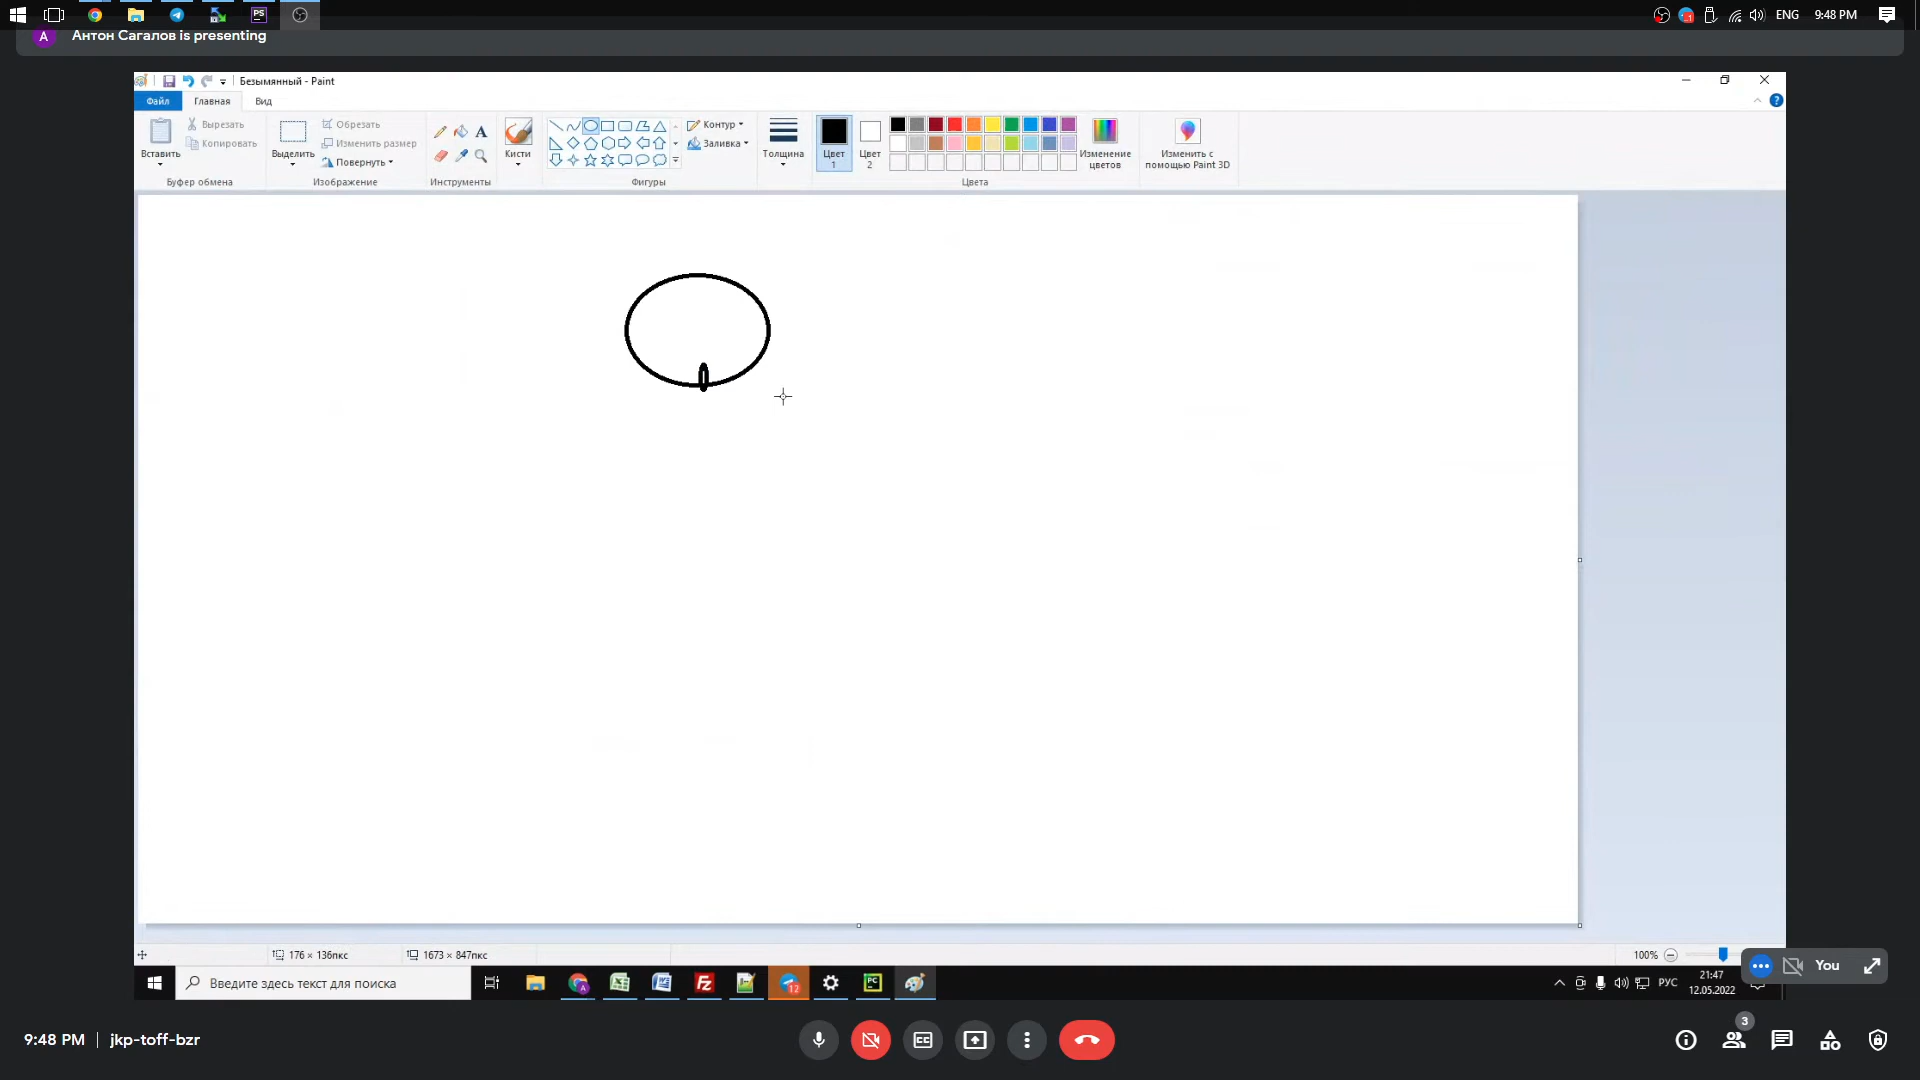 ENG
9:48 PM
Антон Сагалов is presenting
A
Безымянный - Paint
Файл
Главная
Вид
Вставить
Вырезать
Копировать
Буфер обмена
Выделить
Обрезать
Изменить размер
Повернуть
Изображение
Инструменты
Кисти
Контур
Заливка
Фигуры
Толщина
Цвет
1
Цвет
2
Изменение
цветов
Цвета
Изменить с
помощью Paint 3D
176 × 136пкс
1673 × 847пкс
100%
You
Введите здесь текст для поиска
12
РУС
21:47
12.05.2022
9:48 PM
jkp-toff-bzr
3